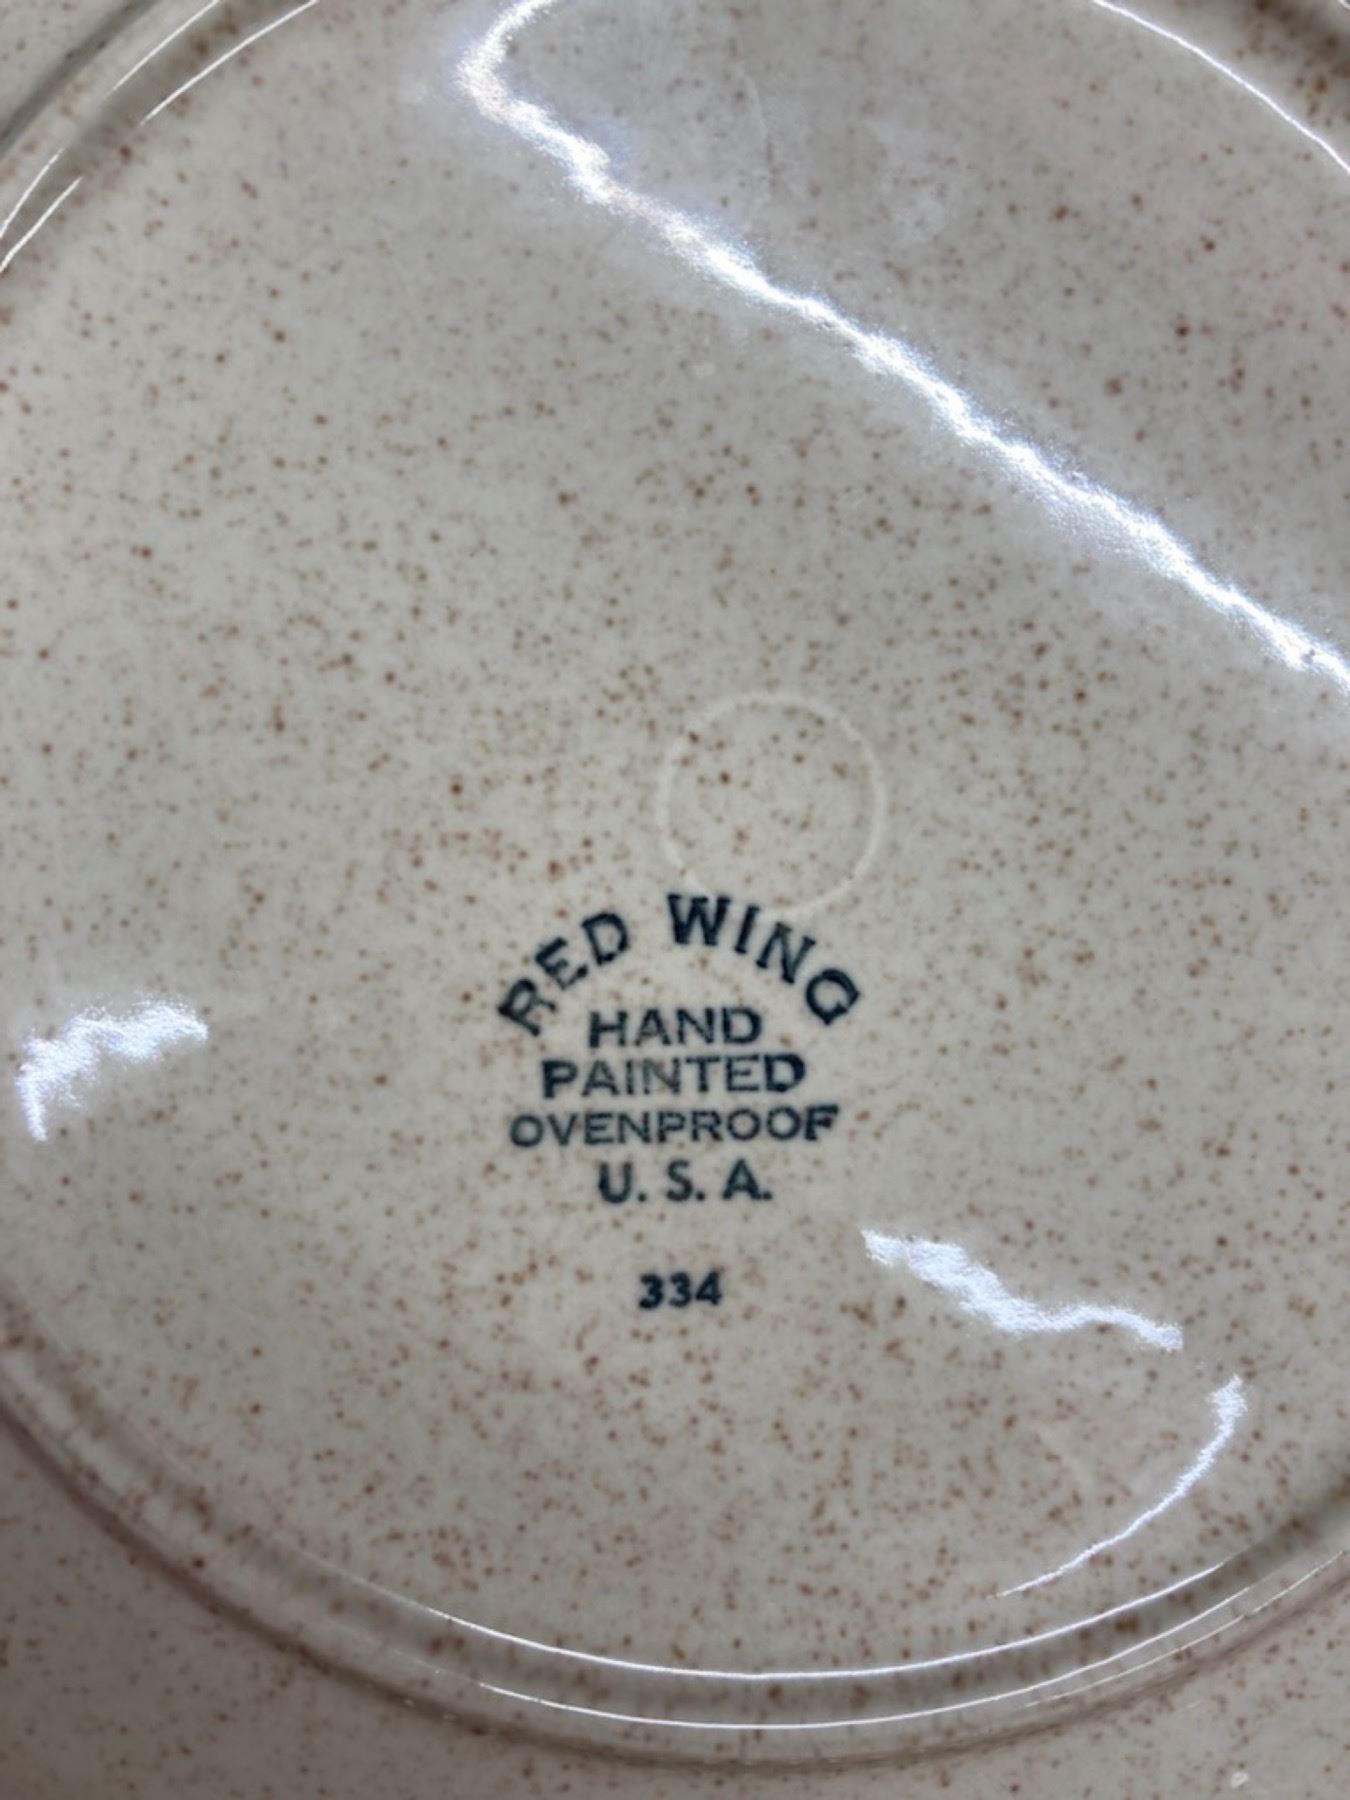 RED WING
HAND
PAINTED
OVENPROOF
U. S. A.
334